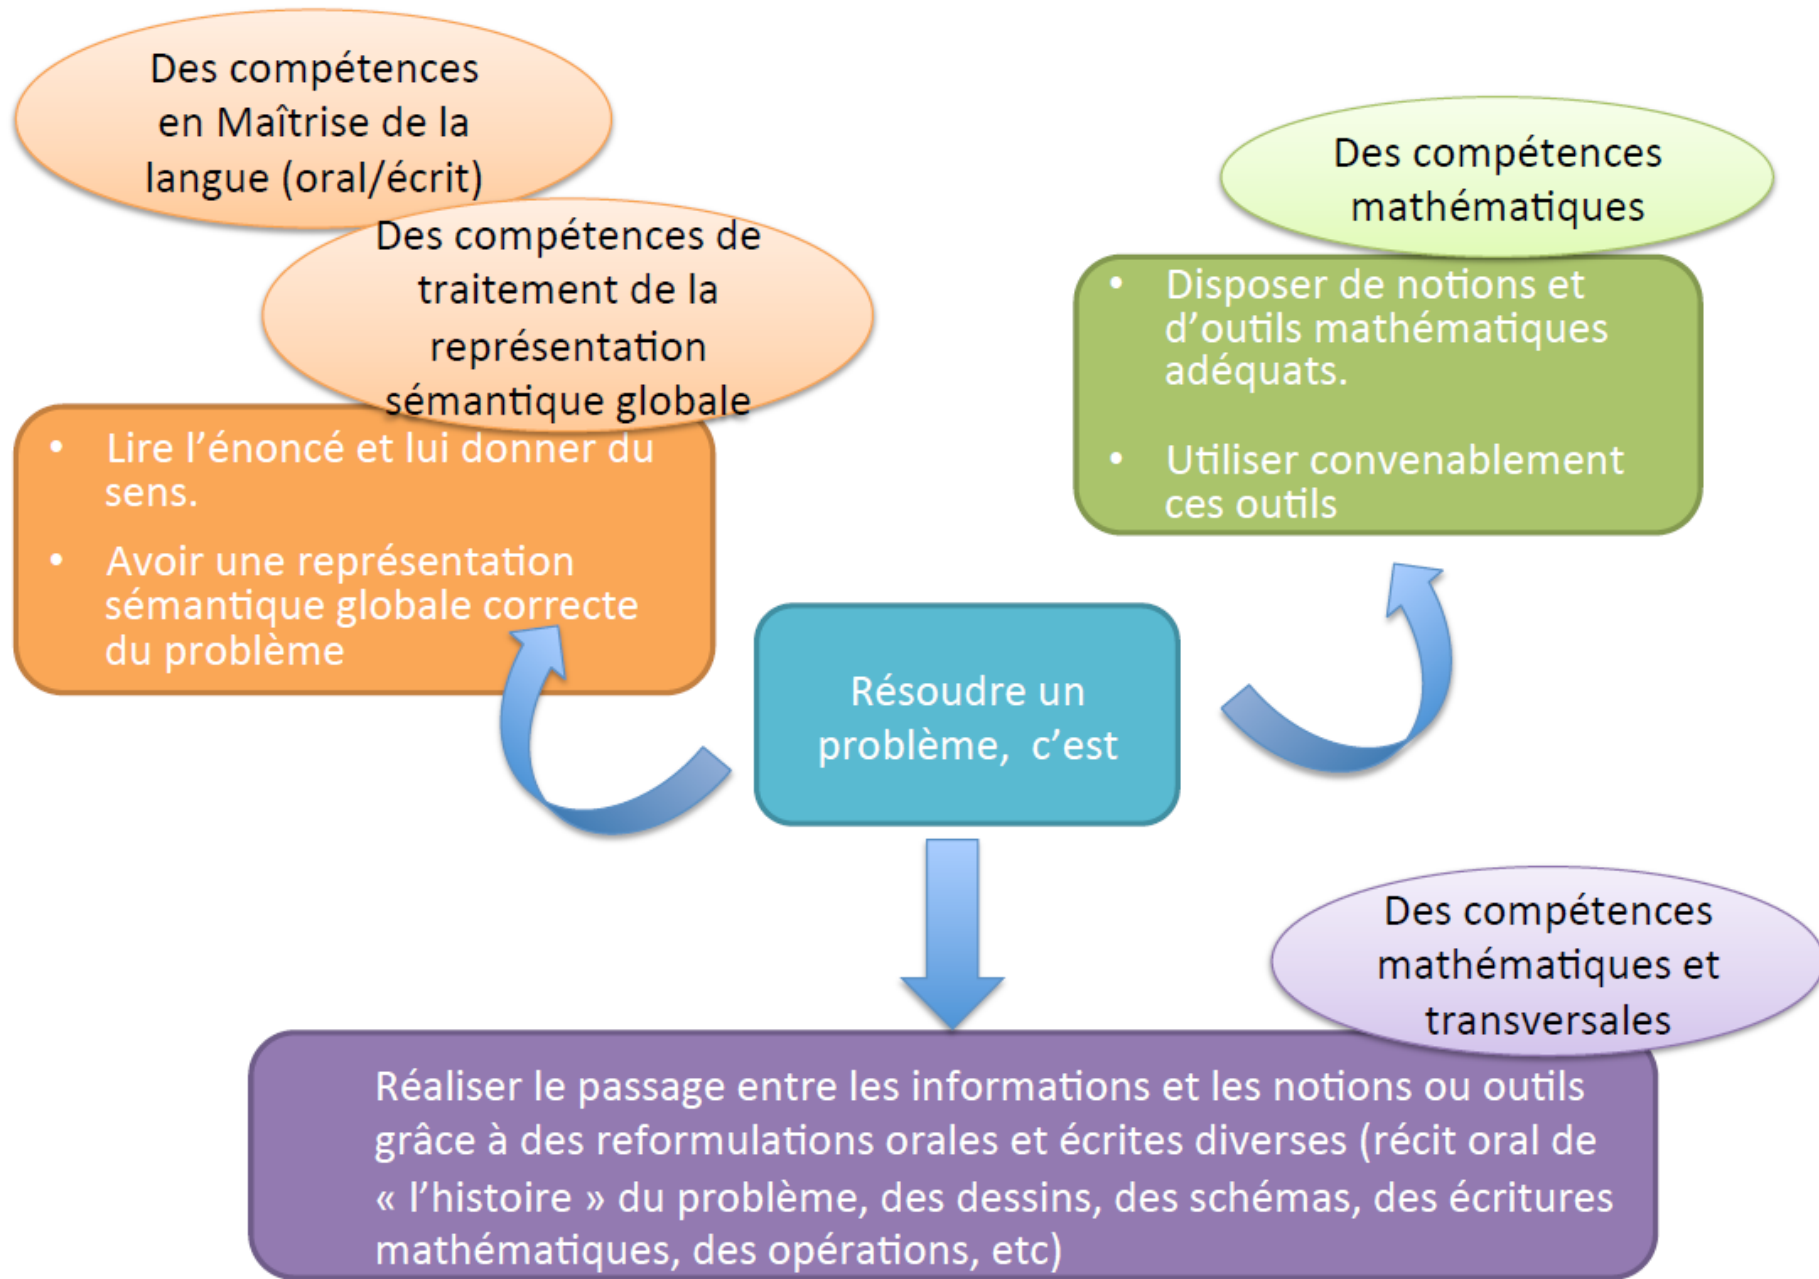 Des compétences
en Maîtrise de la
langue (oral/écrit)
Des compétences de
traitement de la
représentation
sémantique globale
• Lire l’énoncé et lui donner du
sens.
• Avoir une représentation
sémantique globale correcte
du problème
Des compétences
mathématiques
• Disposer de notions et
d’outils mathématiques
adéquats.
• Utiliser convenablement
ces outils
Résoudre un
problème, c’est
Des compétences
mathématiques et
transversales
Réaliser le passage entre les informations et les notions ou outils
grâce à des reformulations orales et écrites diverses (récit oral de
« l’histoire » du problème, des dessins, des schémas, des écritures
mathématiques, des opérations, etc)